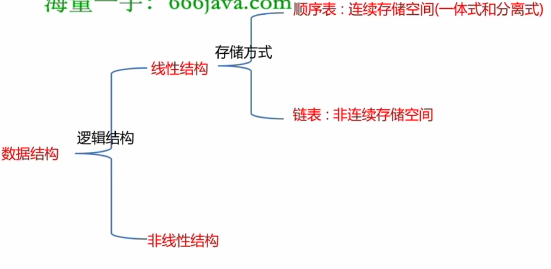 海量一手：666java.com
顺序表：连续存储空间(一体式和分离式)
存储方式
线性结构
链表：非连续存储空间
逻辑结构
数据结构
非线性结构